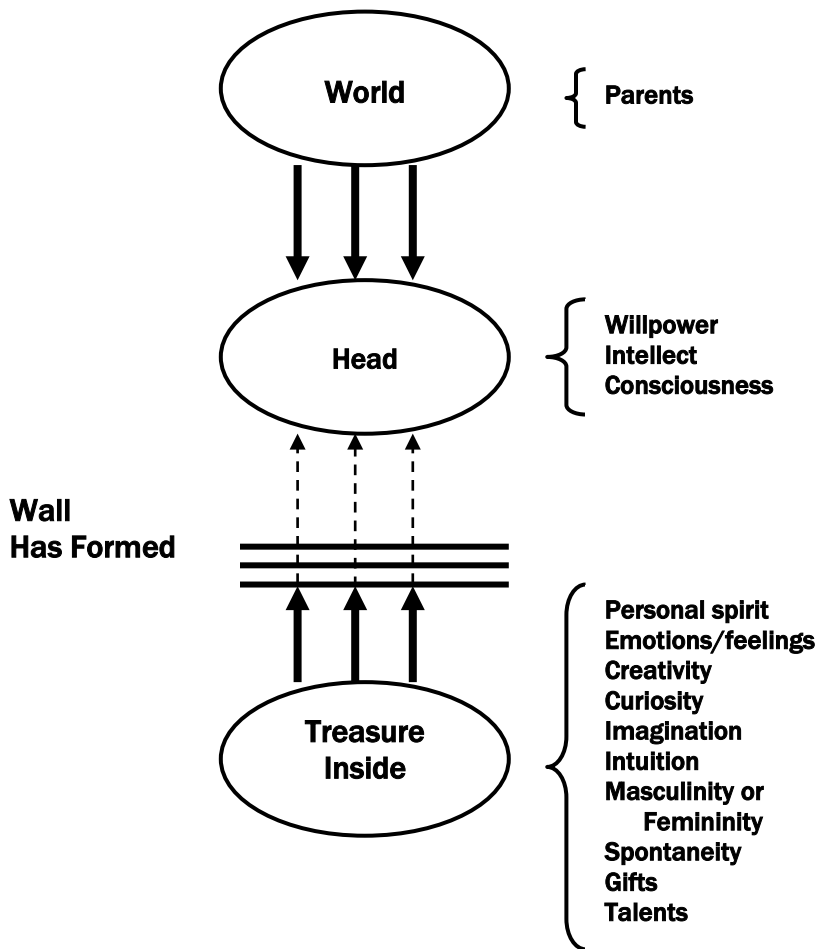 World
Parents
Head
Willpower
Intellect
Consciousness
Wall
Has Formed
Treasure
Inside
Personal spirit
Emotions/feelings
Creativity
Curiosity
Imagination
Intuition
Masculinity or
Femininity
Spontaneity
Gifts
Talents